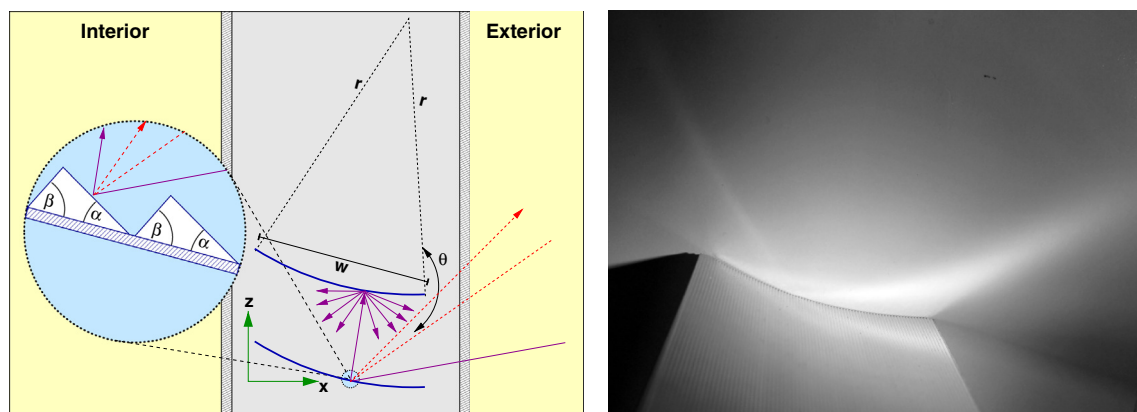 Interior
Exterior
r
r
β
α
β
α
w
θ
z
x